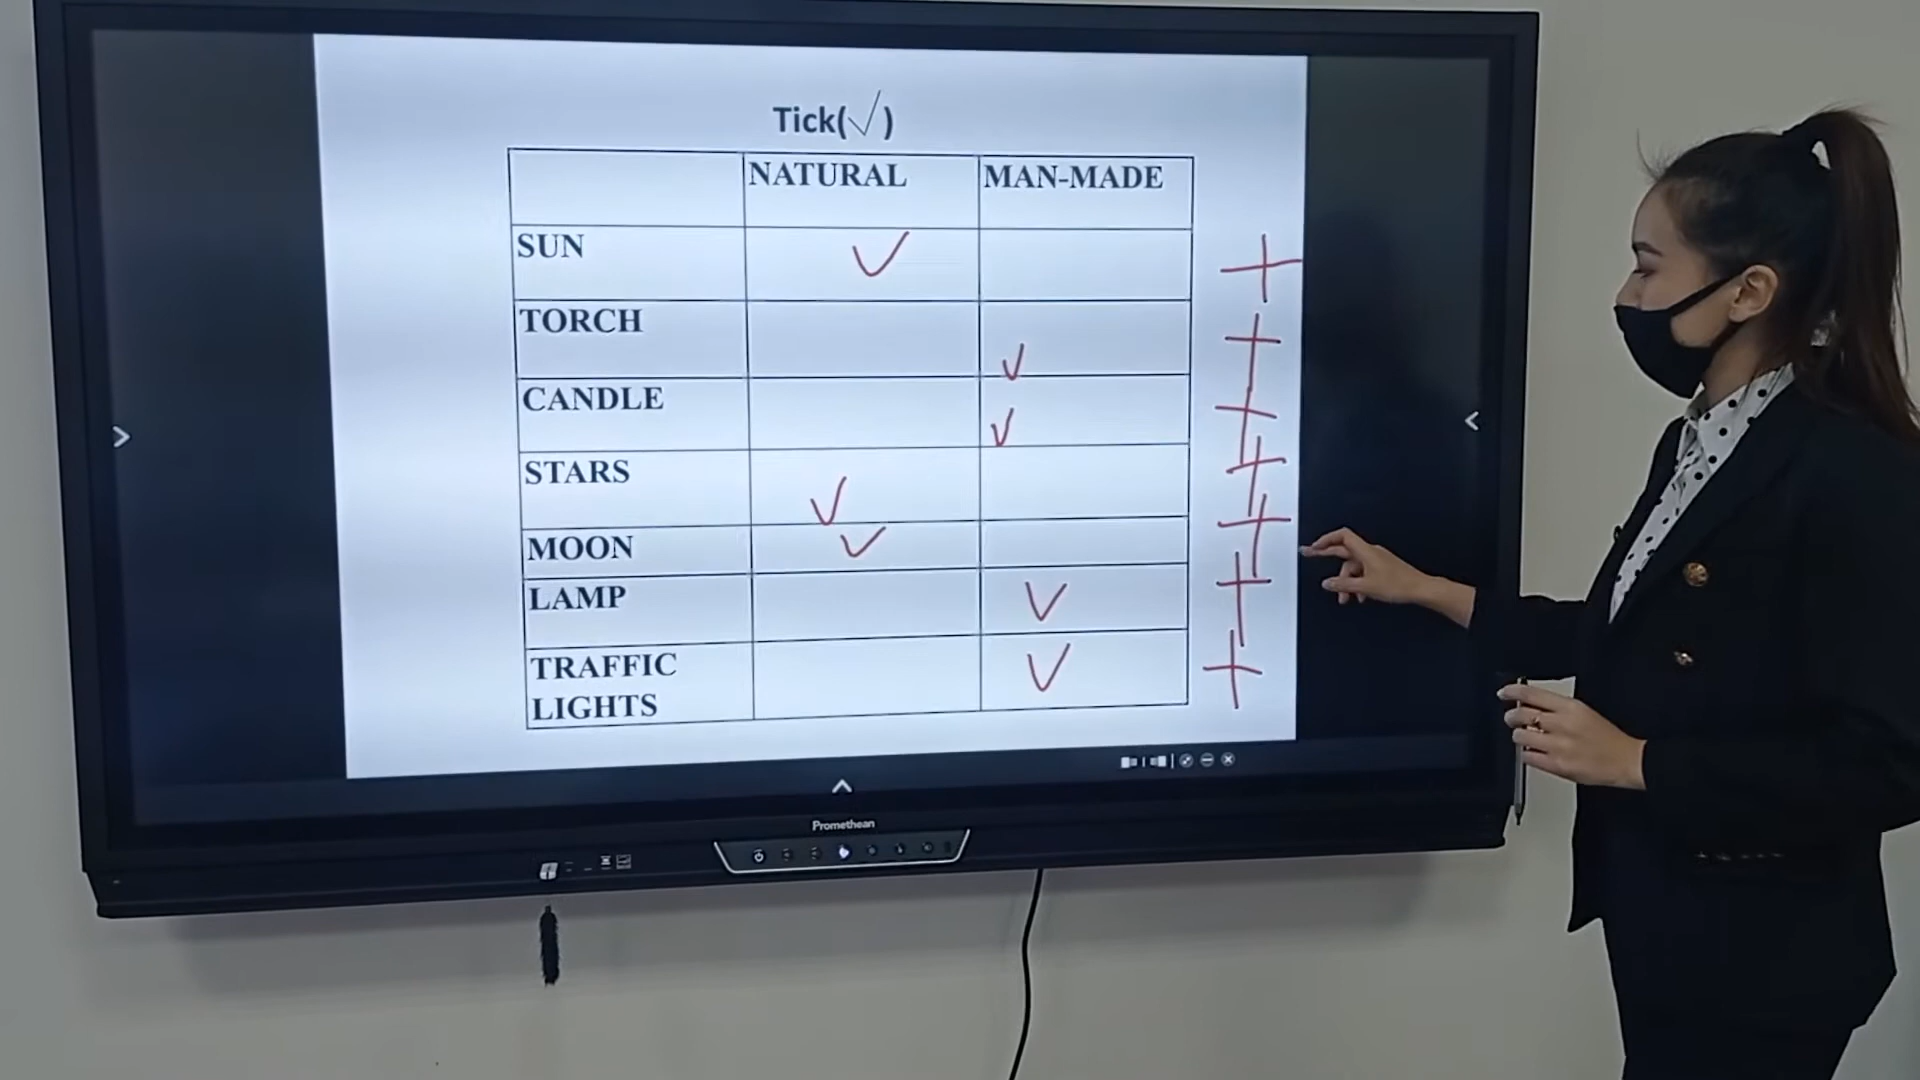 Tick(√)
NATURAL MAN-MADE
SUN √
TORCH √
CANDLE √
STARS √
MOON √
LAMP √
TRAFFIC √
LIGHTS
+
+
+
+
+
+
+
Promethean